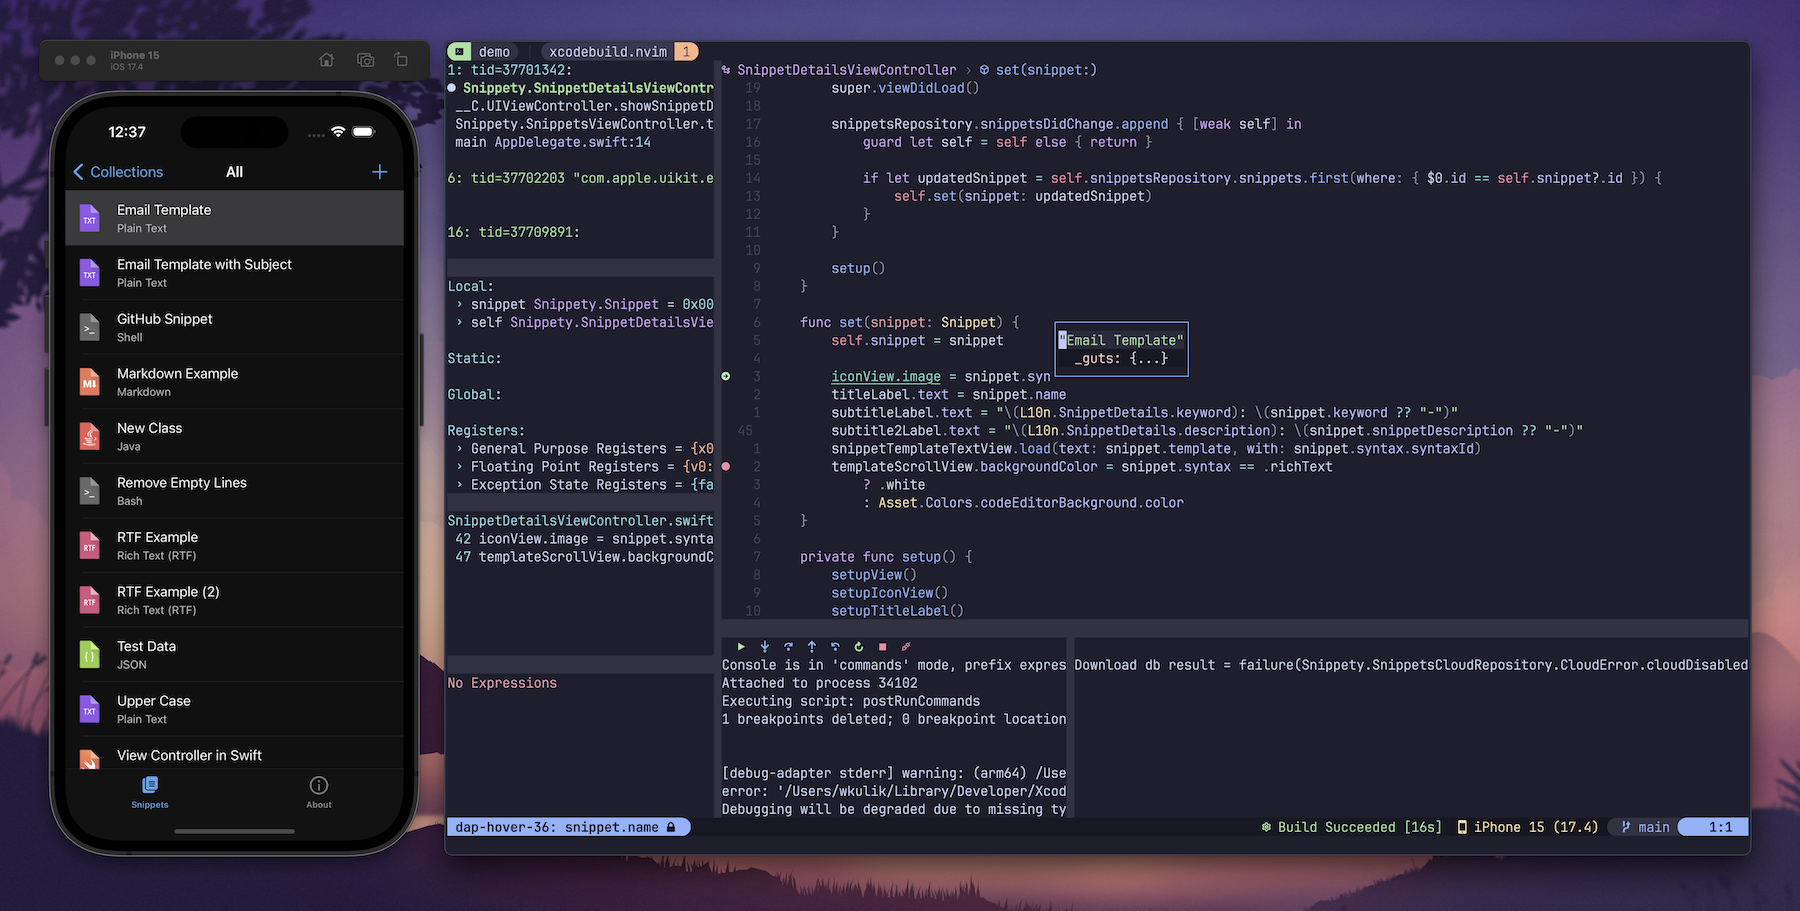 iPhone 15
iOS 17.4
12:37
Collections
All
Email Template
Plain Text
Email Template with Subject
Plain Text
GitHub Snippet
Shell
Markdown Example
Markdown
New Class
Java
Remove Empty Lines
Bash
RTF Example
Rich Text (RTF)
RTF Example (2)
Rich Text (RTF)
Test Data
JSON
Upper Case
Plain Text
View Controller in Swift
Snippets
About
TXT
TXT
>_
M↓
>_
RTF
RTF
{ }
TXT
demo
xcodebuild.nvim 1
1: tid=37701342:
Snippety.SnippetDetailsViewContr
__C.UIViewController.showSnippetD
Snippety.SnippetsViewController.t
main AppDelegate.swift:14
6: tid=37702203 "com.apple.uikit.e
16: tid=37709891:
Local:
› snippet Snippety.Snippet = 0x00
› self Snippety.SnippetDetailsVie
Static:
Global:
Registers:
› General Purpose Registers = {x0
› Floating Point Registers = {v0:
› Exception State Registers = {fa
SnippetDetailsViewController.swift
42 iconView.image = snippet.synta
47 templateScrollView.backgroundC
No Expressions
SnippetDetailsViewController › set(snippet:)
19 super.viewDidLoad()
18
17 snippetsRepository.snippetsDidChange.append { [weak self] in
16 guard let self = self else { return }
15
14 if let updatedSnippet = self.snippetsRepository.snippets.first(where: { $0.id == self.snippet?.id }) {
13 self.set(snippet: updatedSnippet)
12 }
11 }
10
9 setup()
8 }
7
6 func set(snippet: Snippet) {
5 self.snippet = snippet
4
3 iconView.image = snippet.syn
2 titleLabel.text = snippet.name
1 subtitleLabel.text = "\(L10n.SnippetDetails.keyword): \(snippet.keyword ?? "-")"
45 subtitle2Label.text = "\(L10n.SnippetDetails.description): \(snippet.snippetDescription ?? "-")"
1 snippetTemplateTextView.load(text: snippet.template, with: snippet.syntax.syntaxId)
2 templateScrollView.backgroundColor = snippet.syntax == .richText
3 ? .white
4 : Asset.Colors.codeEditorBackground.color
5 }
6
7 private func setup() {
8 setupView()
9 setupIconView()
10 setupTitleLabel()
"Email Template"
_guts: {...}
Console is in 'commands' mode, prefix expres
Attached to process 34102
Executing script: postRunCommands
1 breakpoints deleted; 0 breakpoint location
[debug-adapter stderr] warning: (arm64) /Use
error: '/Users/wkulik/Library/Developer/Xcod
Debugging will be degraded due to missing ty
Download db result = failure(Snippety.SnippetsCloudRepository.CloudError.cloudDisabled
dap-hover-36: snippet.name
Build Succeeded [16s]
iPhone 15 (17.4)
main
1:1